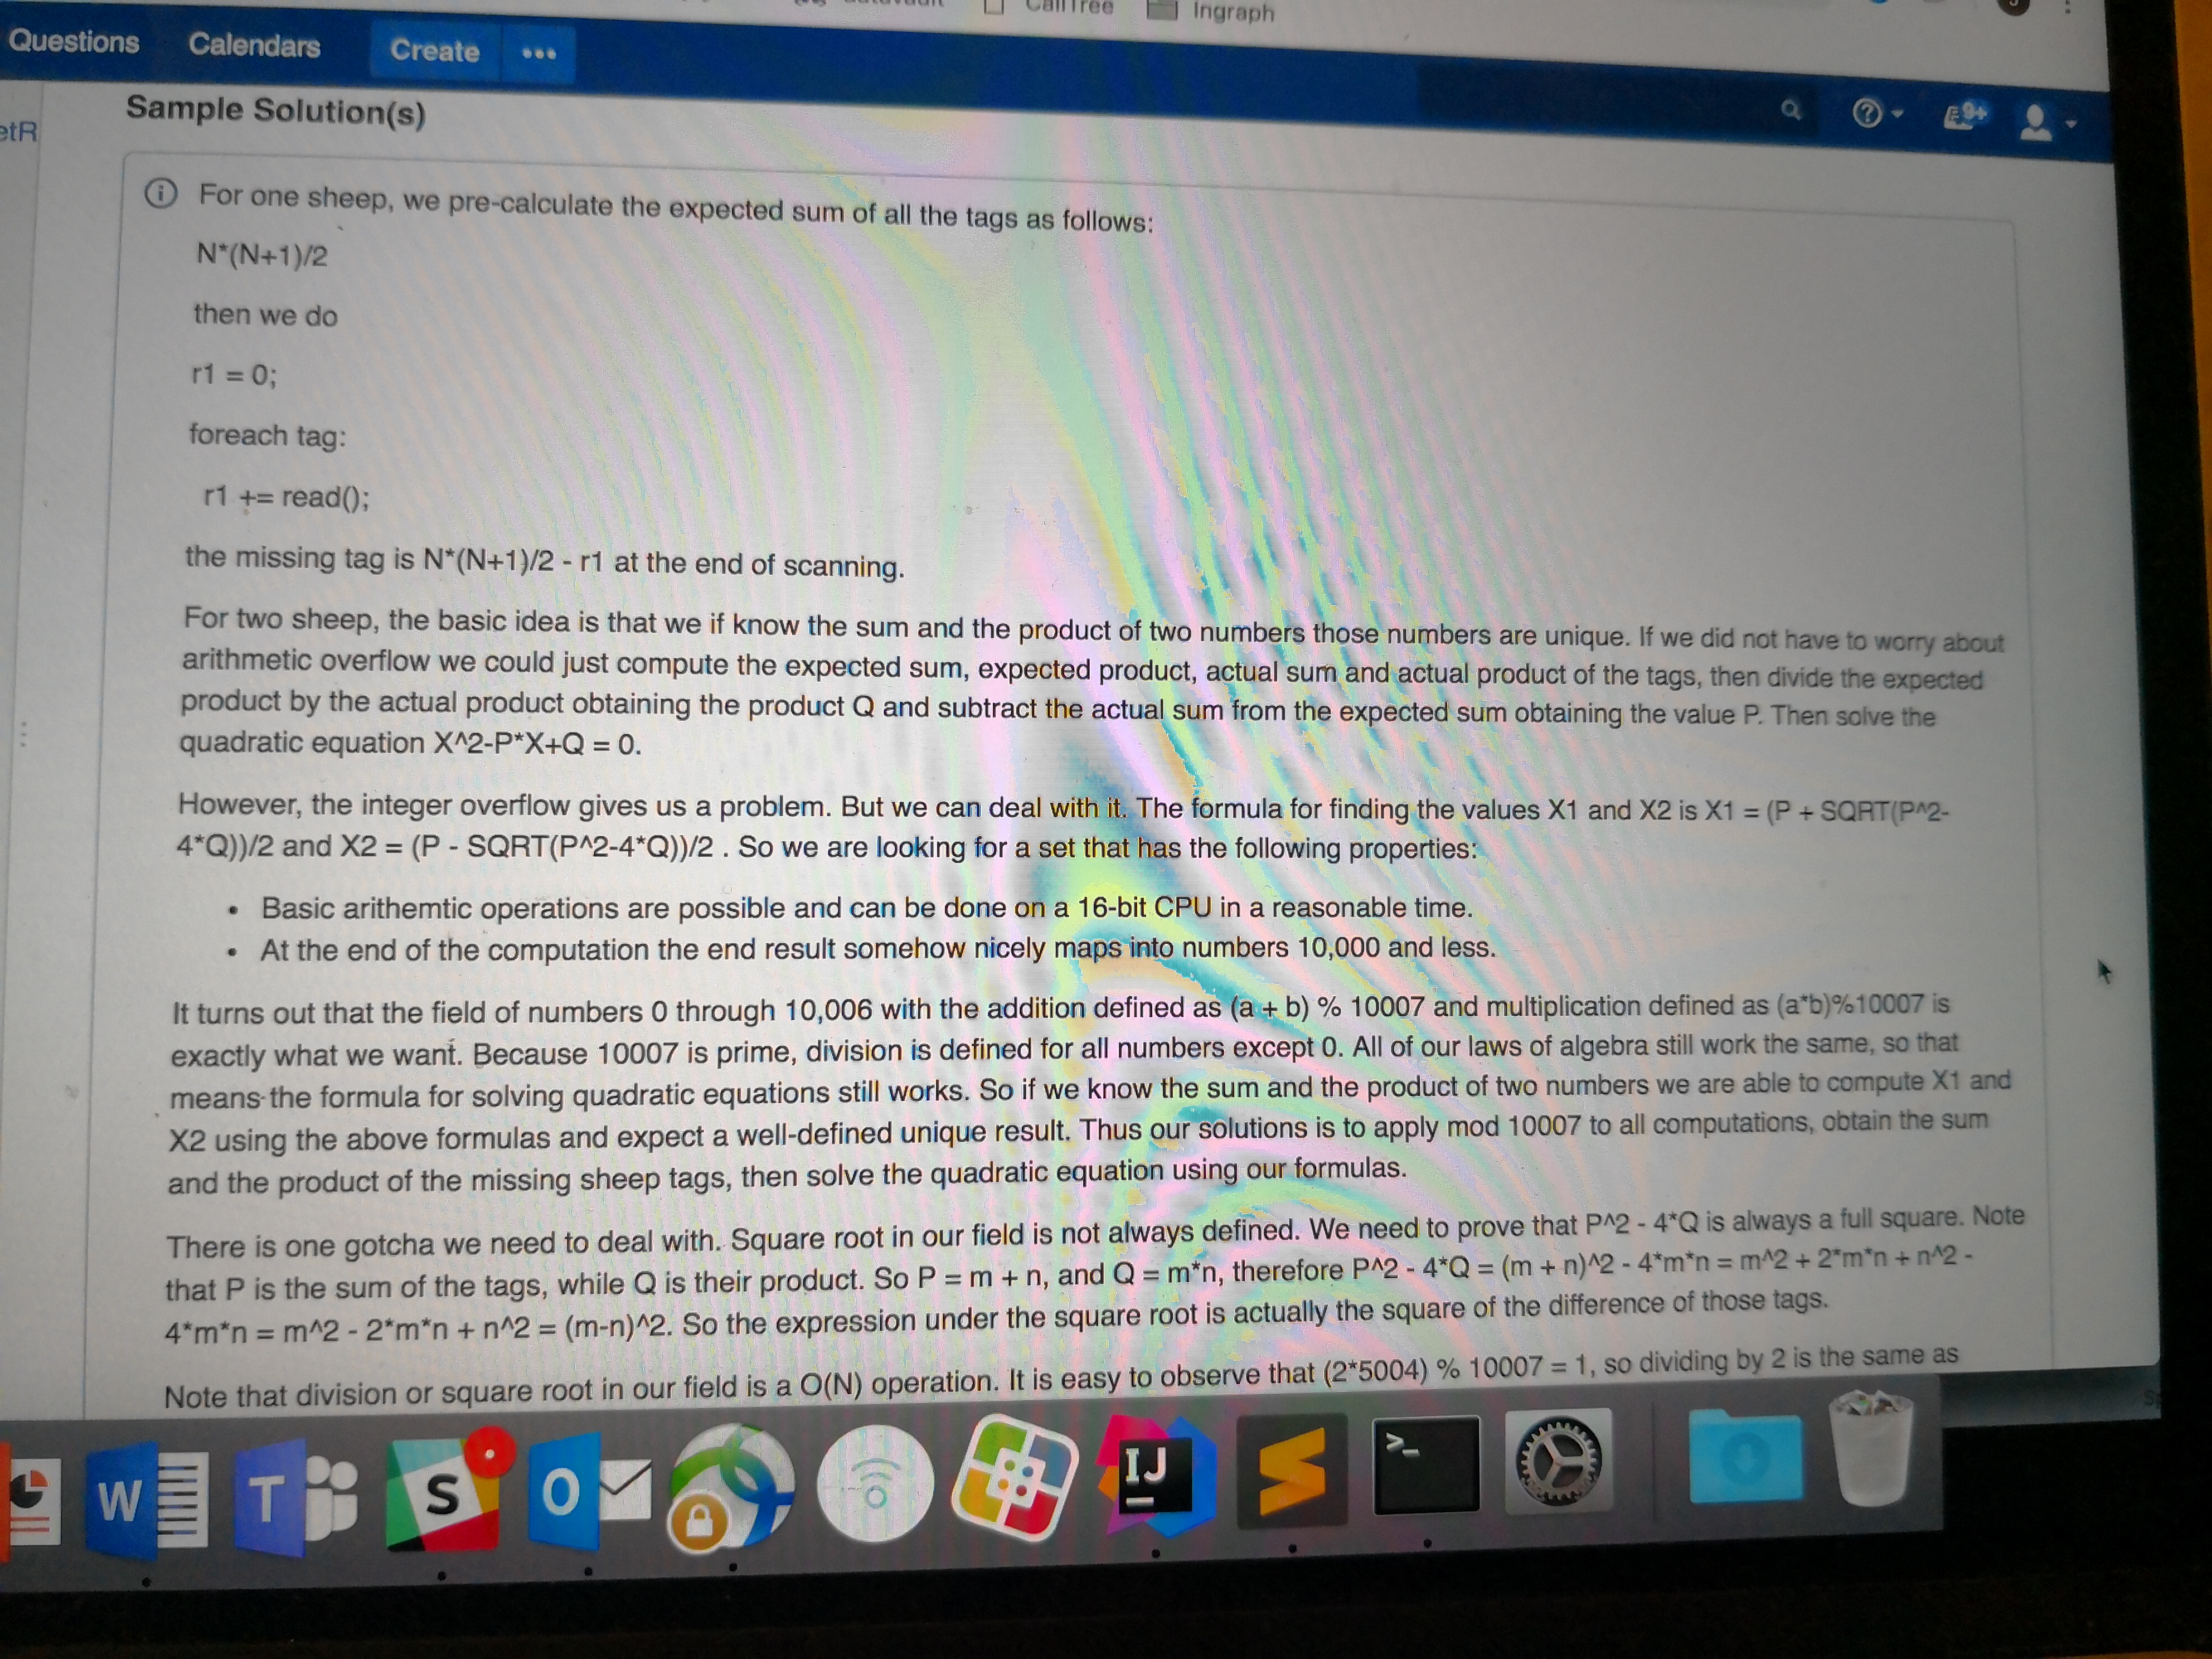 CallTree Ingraph
Questions Calendars Create •••
Sample Solution(s)
etR
9+
For one sheep, we pre-calculate the expected sum of all the tags as follows:
N*(N+1)/2
then we do
r1 = 0;
foreach tag:
r1 += read();
the missing tag is N*(N+1)/2 - r1 at the end of scanning.
For two sheep, the basic idea is that we if know the sum and the product of two numbers those numbers are unique. If we did not have to worry about
arithmetic overflow we could just compute the expected sum, expected product, actual sum and actual product of the tags, then divide the expected
product by the actual product obtaining the product Q and subtract the actual sum from the expected sum obtaining the value P. Then solve the
quadratic equation X^2-P*X+Q = 0.
However, the integer overflow gives us a problem. But we can deal with it. The formula for finding the values X1 and X2 is X1 = (P + SQRT(P^2-
4*Q))/2 and X2 = (P - SQRT(P^2-4*Q))/2 . So we are looking for a set that has the following properties:
• Basic arithemtic operations are possible and can be done on a 16-bit CPU in a reasonable time.
• At the end of the computation the end result somehow nicely maps into numbers 10,000 and less.
It turns out that the field of numbers 0 through 10,006 with the addition defined as (a + b) % 10007 and multiplication defined as (a*b)%10007 is
exactly what we want. Because 10007 is prime, division is defined for all numbers except 0. All of our laws of algebra still work the same, so that
means the formula for solving quadratic equations still works. So if we know the sum and the product of two numbers we are able to compute X1 and
X2 using the above formulas and expect a well-defined unique result. Thus our solutions is to apply mod 10007 to all computations, obtain the sum
and the product of the missing sheep tags, then solve the quadratic equation using our formulas.
There is one gotcha we need to deal with. Square root in our field is not always defined. We need to prove that P^2 - 4*Q is always a full square. Note
that P is the sum of the tags, while Q is their product. So P = m + n, and Q = m*n, therefore P^2 - 4*Q = (m + n)^2 - 4*m*n = m^2 + 2*m*n + n^2 -
4*m*n = m^2 - 2*m*n + n^2 = (m-n)^2. So the expression under the square root is actually the square of the difference of those tags.
Note that division or square root in our field is a O(N) operation. It is easy to observe that (2*5004) % 10007 = 1, so dividing by 2 is the same as
W T S O IJ >_